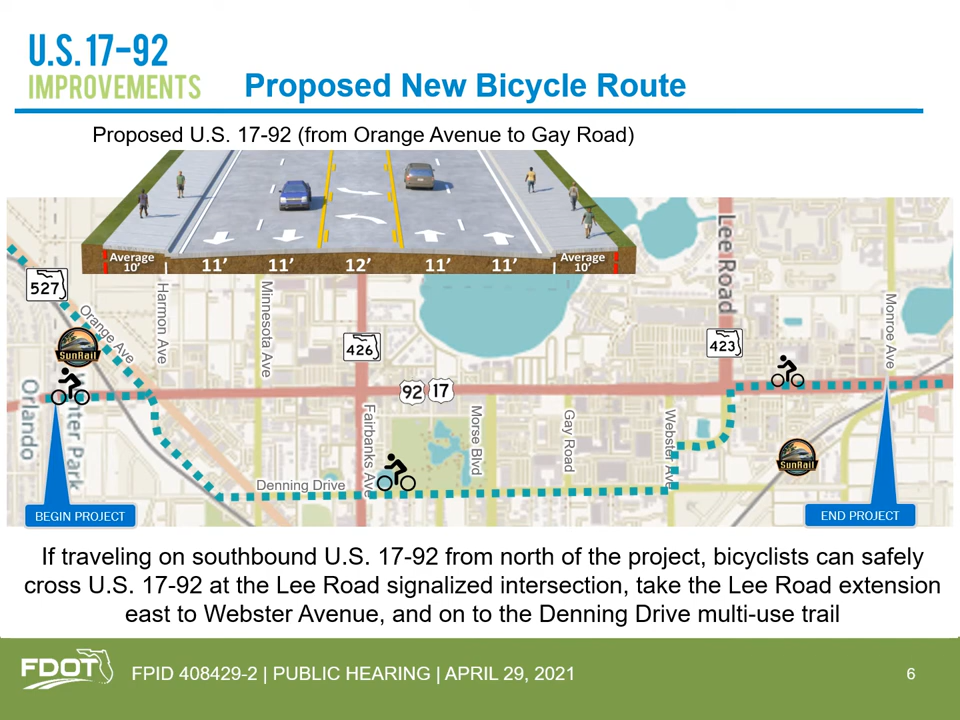 U.S. 17-92
IMPROVEMENTS
Proposed New Bicycle Route
Proposed U.S. 17-92 (from Orange Avenue to Gay Road)
Average
10'
11'
11'
12'
11'
11'
Average
10'
527
Orange Ave
SunRail
Harmon Ave
Minnesota Ave
426
92
17
Lee Road
423
Monroe Ave
Orlando
nter Park
Fairbanks Ave
Morse Blvd
Gay Road
Webster Ave
SunRail
Denning Drive
BEGIN PROJECT
END PROJECT
If traveling on southbound U.S. 17-92 from north of the project, bicyclists can safely
cross U.S. 17-92 at the Lee Road signalized intersection, take the Lee Road extension
east to Webster Avenue, and on to the Denning Drive multi-use trail
FDOT
FPID 408429-2 | PUBLIC HEARING | APRIL 29, 2021
6